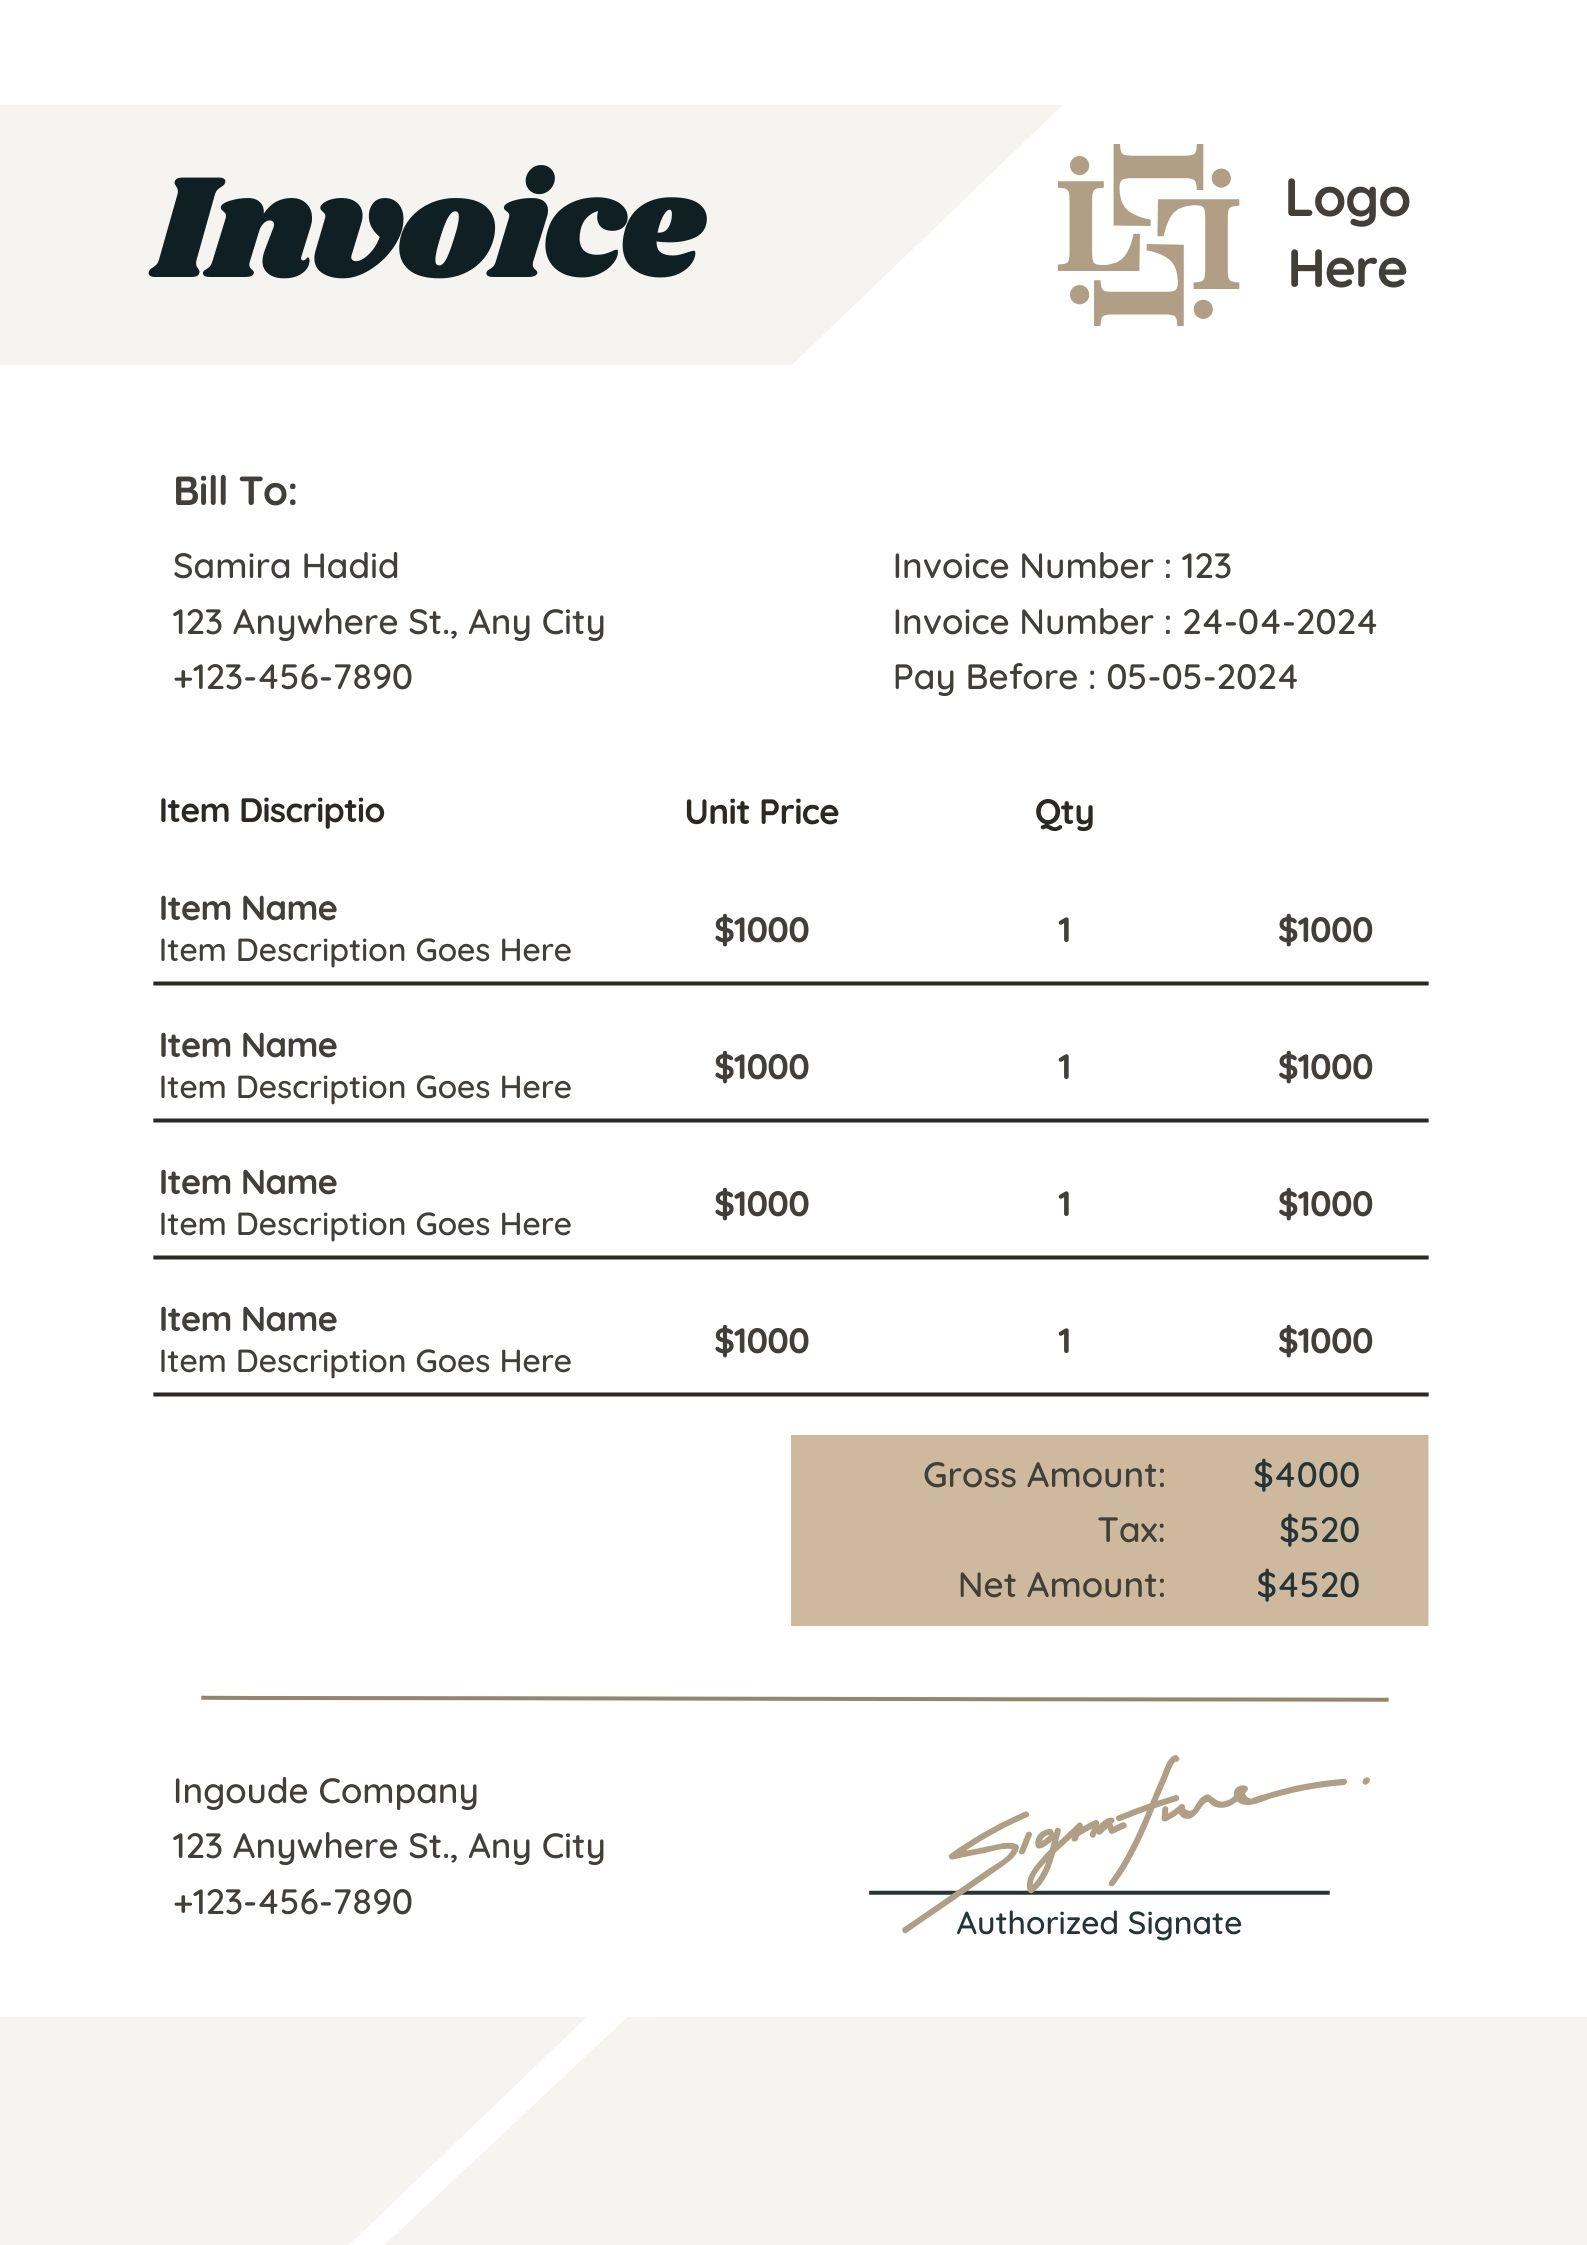 Invoice
Logo
Here
Bill To:
Samira Hadid
123 Anywhere St., Any City
+123-456-7890
Invoice Number : 123
Invoice Number : 24-04-2024
Pay Before : 05-05-2024
Item Discriptio Unit Price Qty
Item Name
Item Description Goes Here
$1000 1 $1000
Item Name
Item Description Goes Here
$1000 1 $1000
Item Name
Item Description Goes Here
$1000 1 $1000
Item Name
Item Description Goes Here
$1000 1 $1000
Gross Amount: $4000
Tax: $520
Net Amount: $4520
Ingoude Company
123 Anywhere St., Any City
+123-456-7890
Signature
Authorized Signate